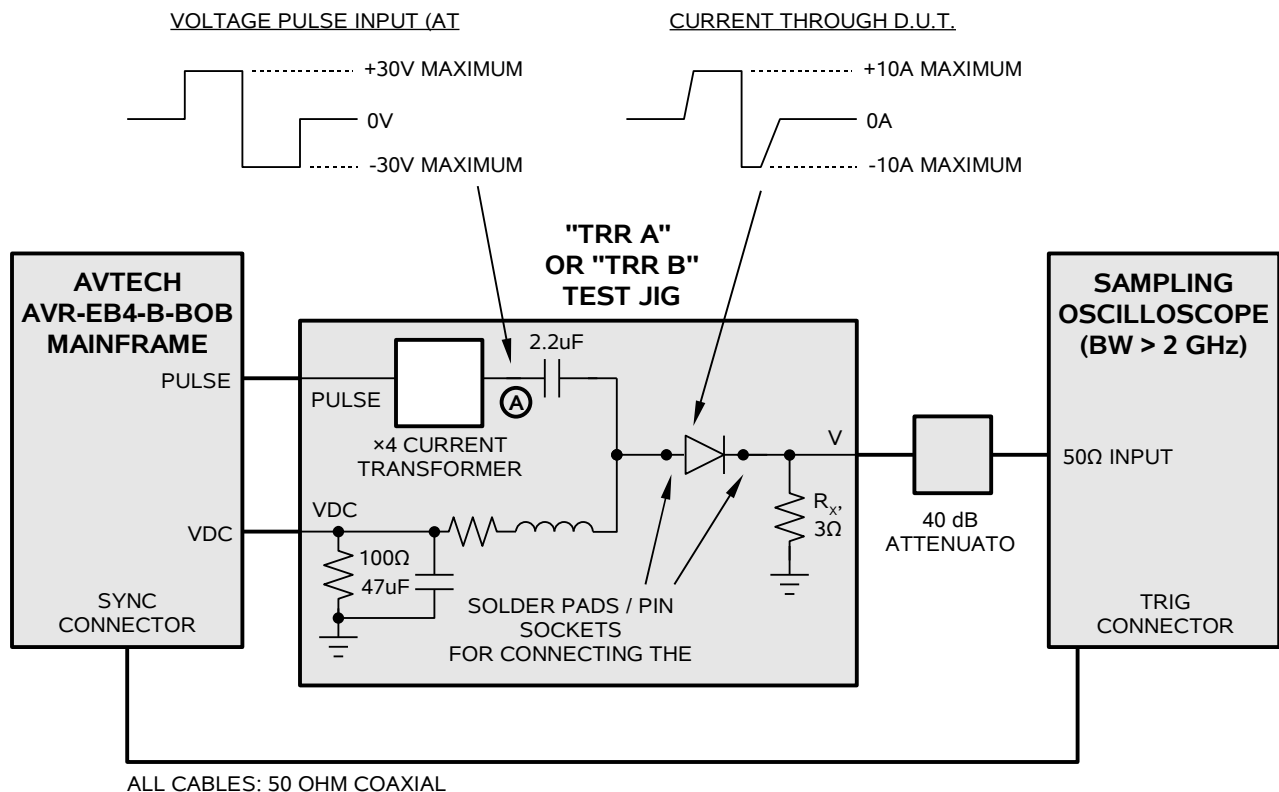 VOLTAGE PULSE INPUT (AT
+30V MAXIMUM
0V
-30V MAXIMUM
CURRENT THROUGH D.U.T.
+10A MAXIMUM
0A
-10A MAXIMUM
"TRR A"
OR "TRR B"
TEST JIG
AVTECH
AVR-EB4-B-BOB
MAINFRAME
PULSE
VDC
SYNC
CONNECTOR
PULSE
×4 CURRENT
TRANSFORMER
A
2.2uF
VDC
100Ω
47uF
SOLDER PADS / PIN
SOCKETS
FOR CONNECTING THE
V
RX,
3Ω
40 dB
ATTENUATO
SAMPLING
OSCILLOSCOPE
(BW > 2 GHz)
50Ω INPUT
TRIG
CONNECTOR
ALL CABLES: 50 OHM COAXIAL